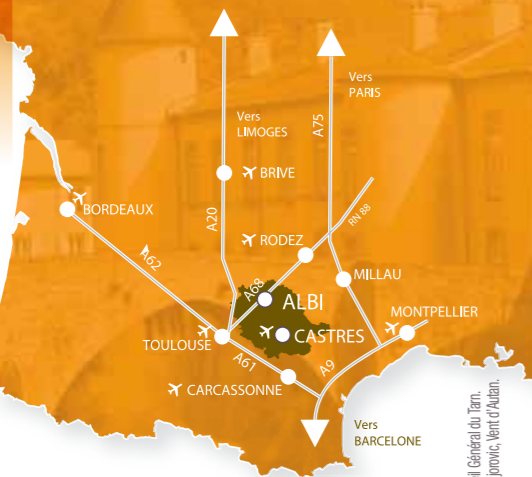 Vers
PARIS
Vers
LIMOGES
A75
BRIVE
A20
RN 88
BORDEAUX
RODEZ
A62
A68
MILLAU
ALBI
MONTPELLIER
CASTRES
TOULOUSE
A61
A9
CARCASSONNE
Vers
BARCELONE
il Général du Tarn.
jorovic, Vent d'Autan.